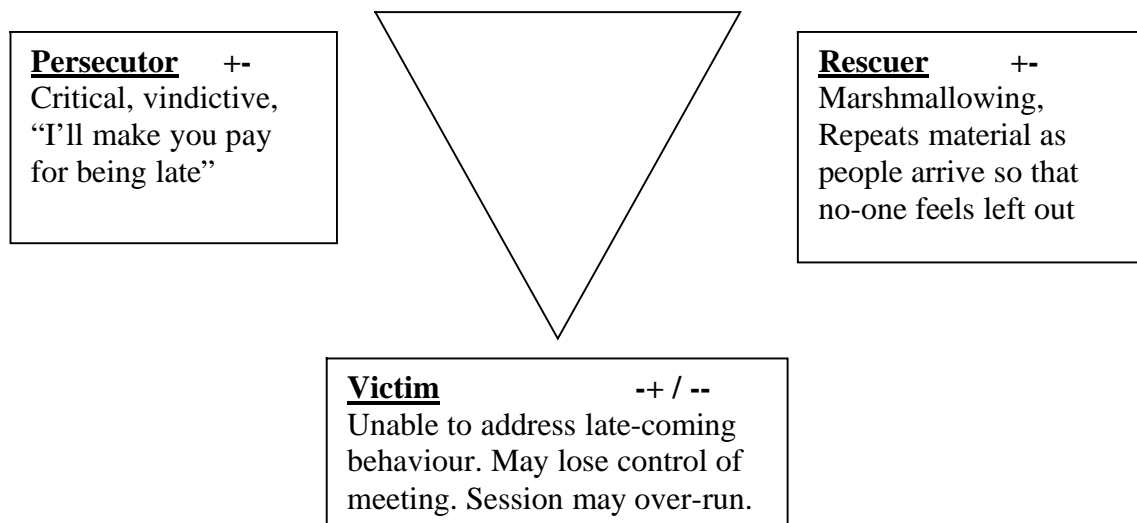 Persecutor +-
Critical, vindictive,
“I’ll make you pay
for being late”
Rescuer +-
Marshmallowing,
Repeats material as
people arrive so that
no-one feels left out
Victim -+ / --
Unable to address late-coming
behaviour. May lose control of
meeting. Session may over-run.